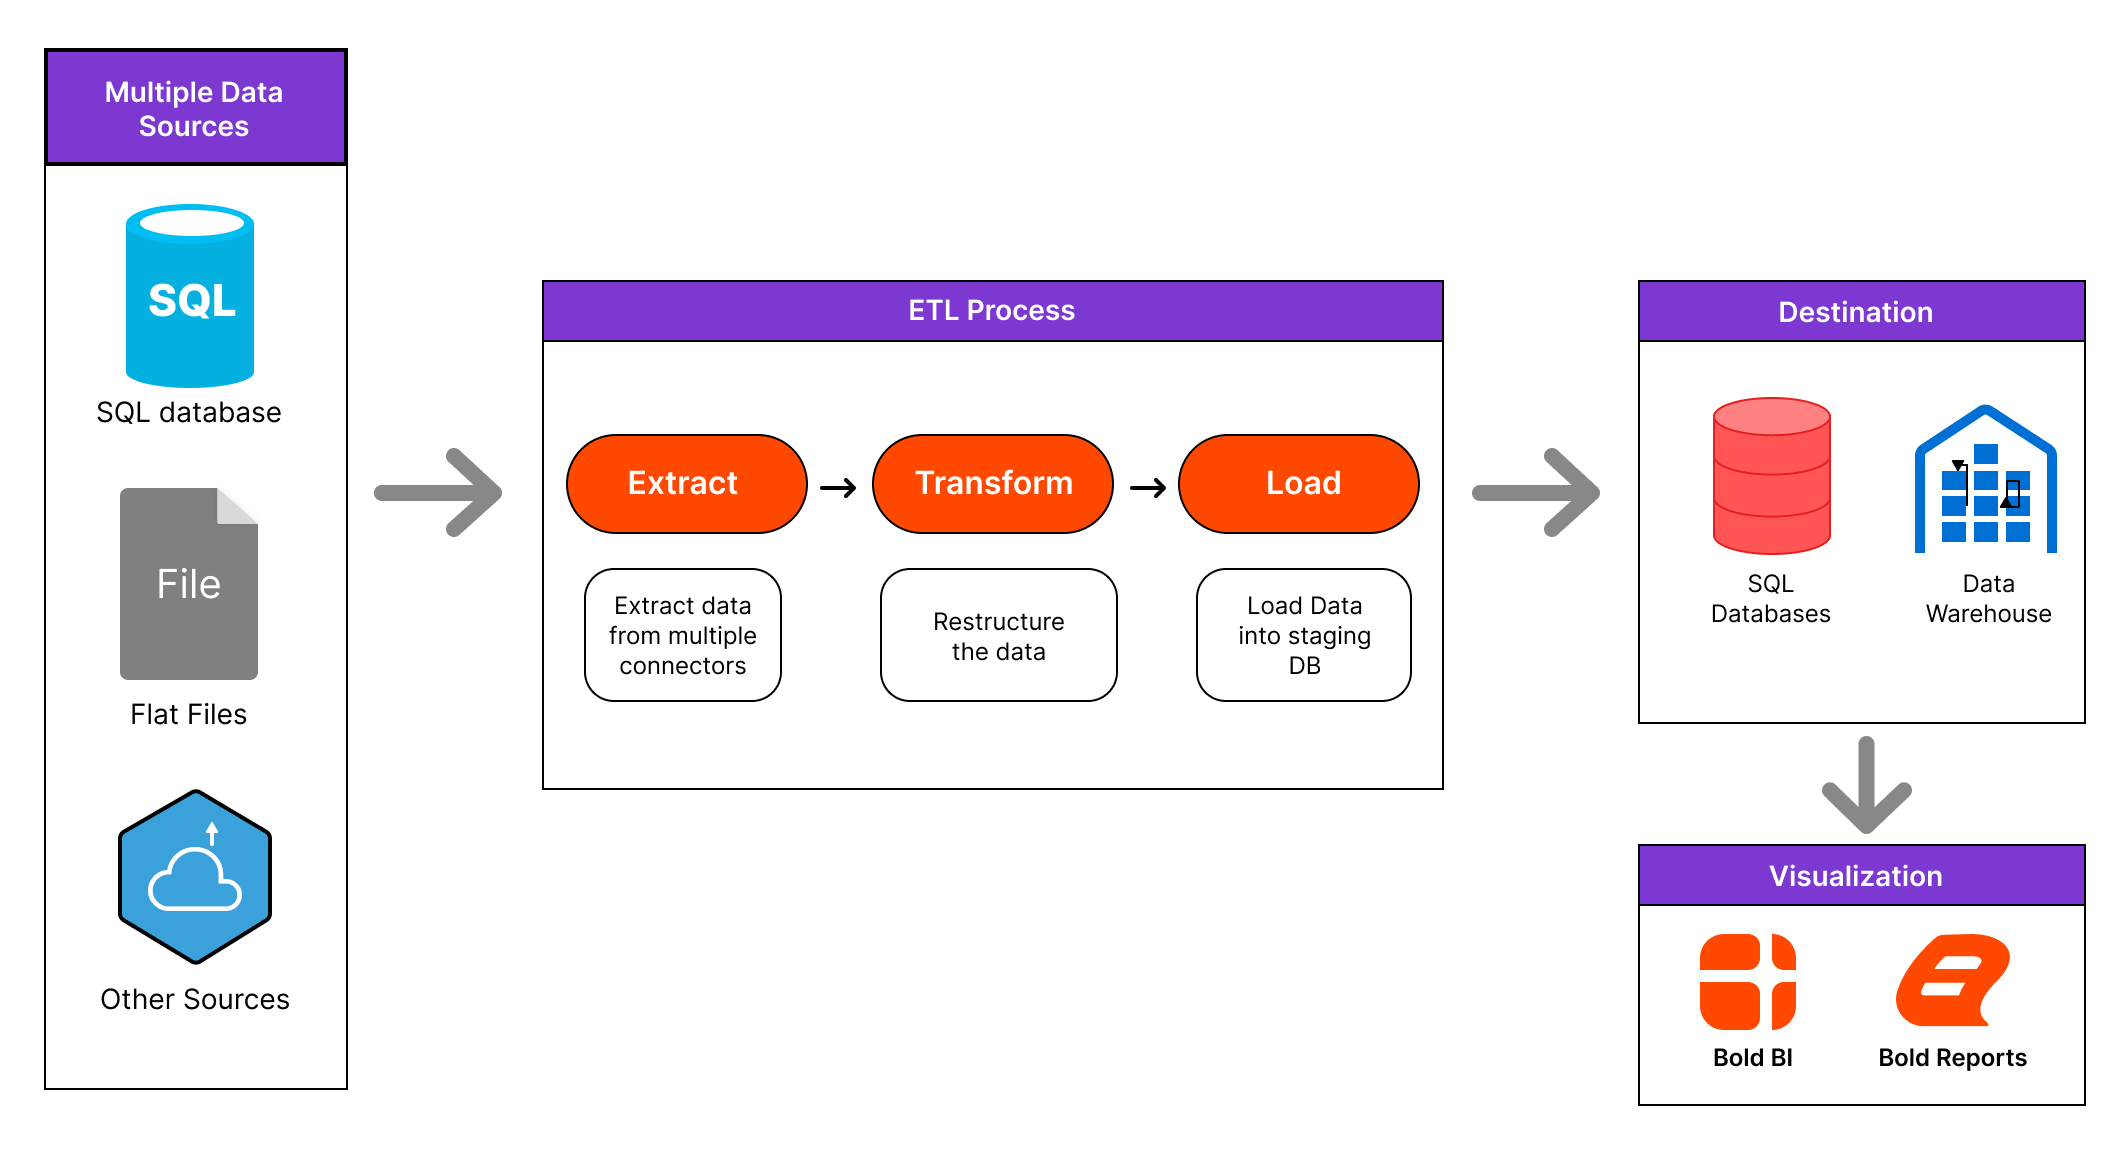 Multiple Data
Sources
SQL
SQL database
File
Flat Files
Other Sources
ETL Process
Extract
Transform
Load
Extract data
from multiple
connectors
Restructure
the data
Load Data
into staging
DB
Destination
SQL
Databases
Data
Warehouse
Visualization
Bold BI
Bold Reports